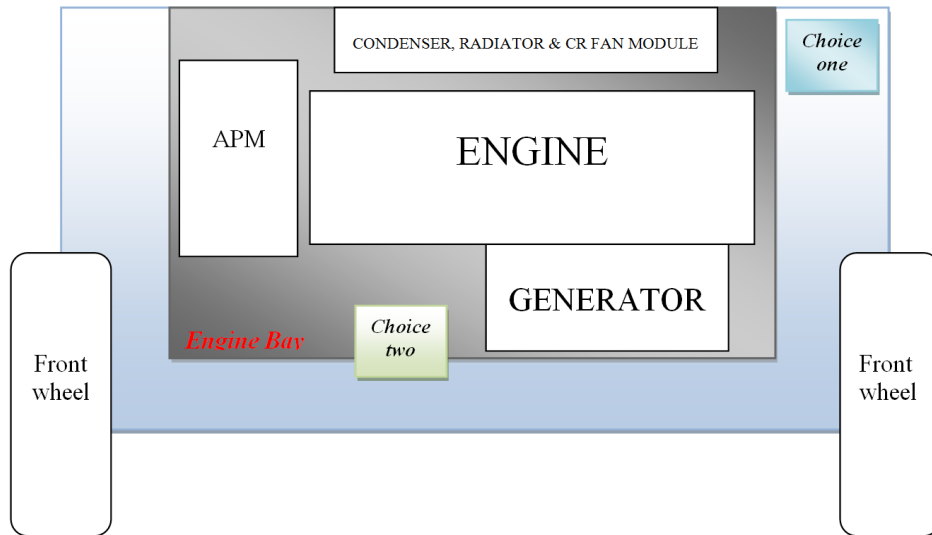 CONDENSER, RADIATOR & CR FAN MODULE
Choice
one
APM
ENGINE
GENERATOR
Choice
two
Engine Bay
Front
wheel
Front
wheel